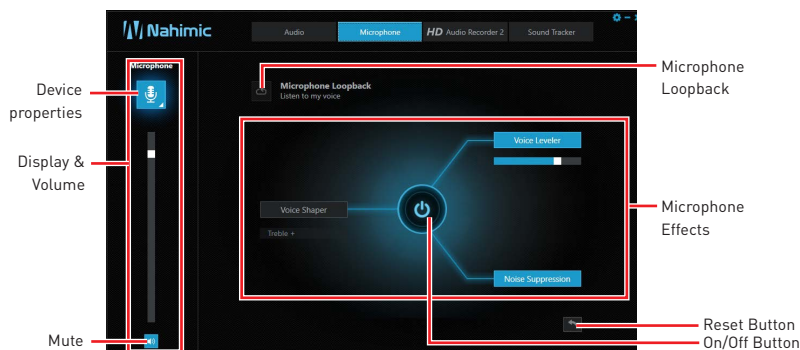 Nahimic
Audio
Microphone
HD Audio Recorder 2
Sound Tracker
Microphone
Microphone Loopback
Listen to my voice
Microphone
Loopback
Device
properties
Display &
Volume
Voice Leveler
Voice Shaper
Treble +
Microphone
Effects
Noise Suppression
Mute
Reset Button
On/Off Button